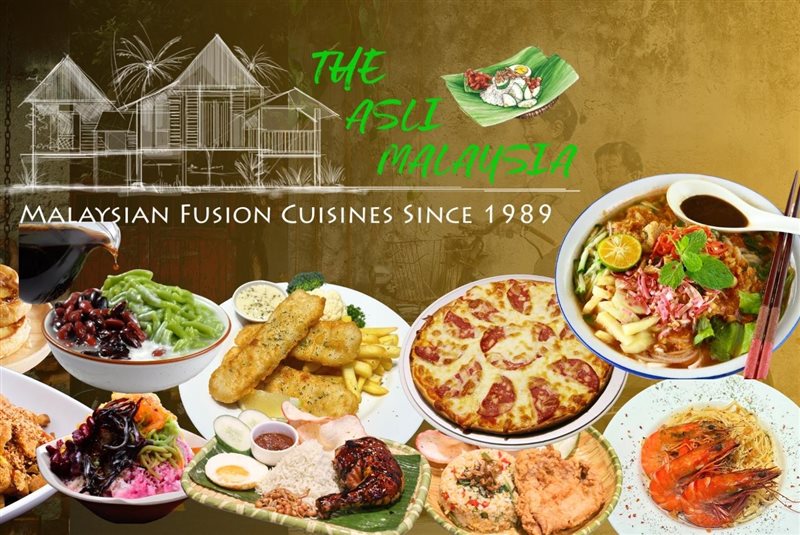 THE
ASLI
MALAYSIA
MALAYSIAN FUSION CUISINES SINCE 1989